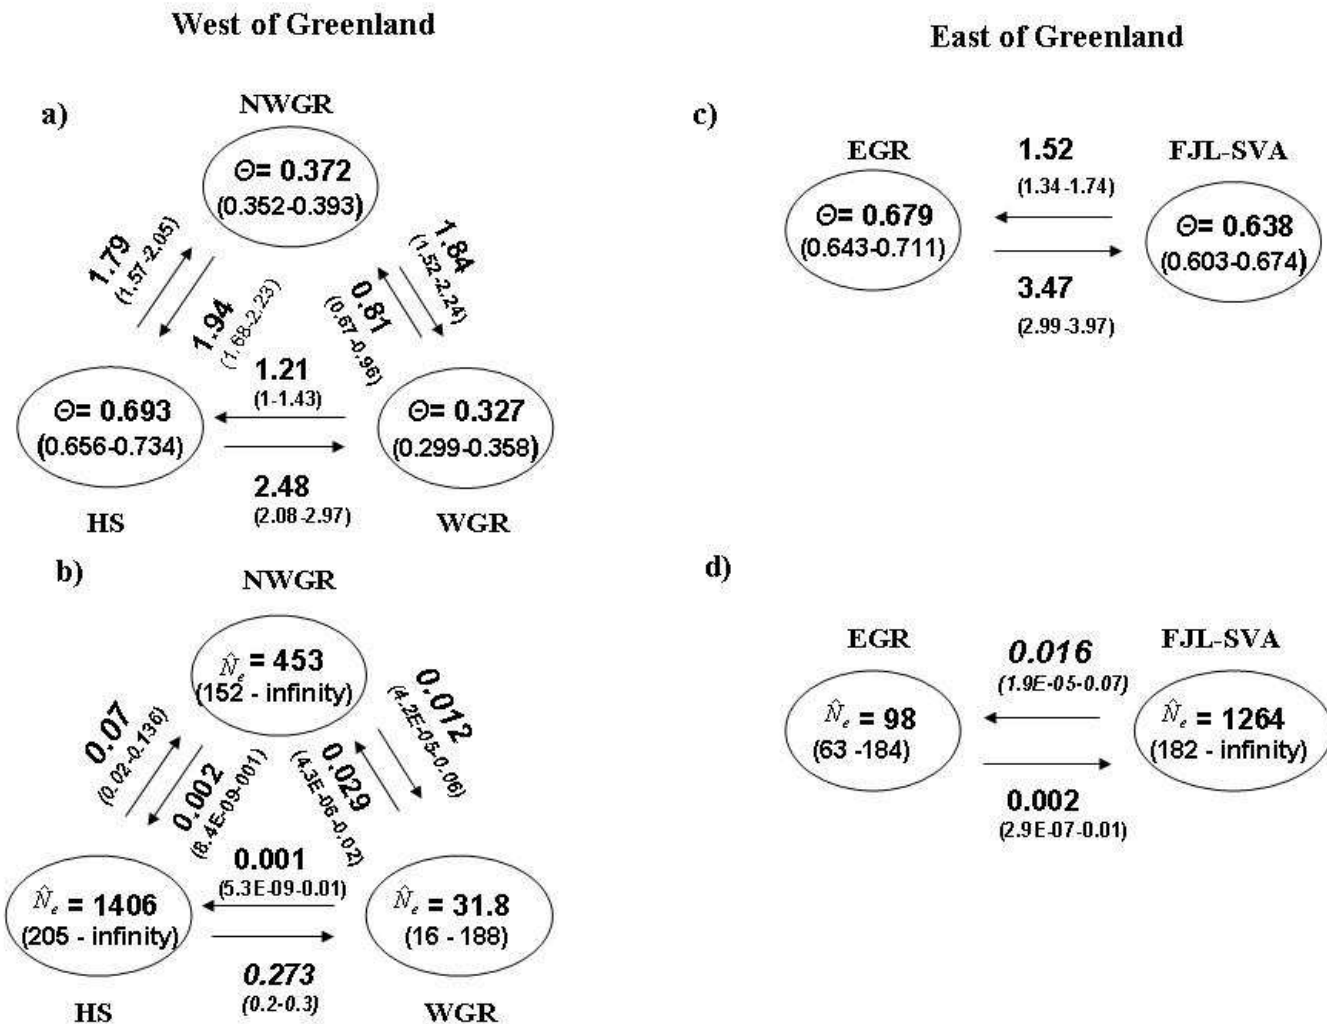 West of Greenland
East of Greenland
a)
NWGR
Θ= 0.372
(0.352-0.393)
1.79
(1.57-2.05)
1.94
(1.68-2.23)
1.84
(1.52-2.24)
0.81
(0.67-0.96)
1.21
(1-1.43)
Θ= 0.693
(0.656-0.734)
Θ= 0.327
(0.299-0.358)
2.48
(2.08-2.97)
HS
WGR
c)
EGR
FJL-SVA
1.52
(1.34-1.74)
Θ= 0.679
(0.643-0.711)
Θ= 0.638
(0.603-0.674)
3.47
(2.99-3.97)
b)
NWGR
N̂e = 453
(152 - infinity)
0.07
(0.02-0.136)
0.002
(8.4E-09-001)
0.012
(4.2E-05-0.06)
0.029
(4.3E-06-0.02)
0.001
(5.3E-09-0.01)
N̂e = 1406
(205 - infinity)
N̂e = 31.8
(16 - 188)
0.273
(0.2-0.3)
HS
WGR
d)
EGR
FJL-SVA
0.016
(1.9E-05-0.07)
N̂e = 98
(63 -184)
N̂e = 1264
(182 - infinity)
0.002
(2.9E-07-0.01)